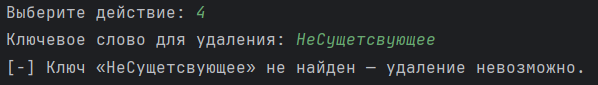 Выберите действие: 4
Ключевое слово для удаления: НеСущетсвующее
[-] Ключ «НеСущетсвующее» не найден — удаление невозможно.